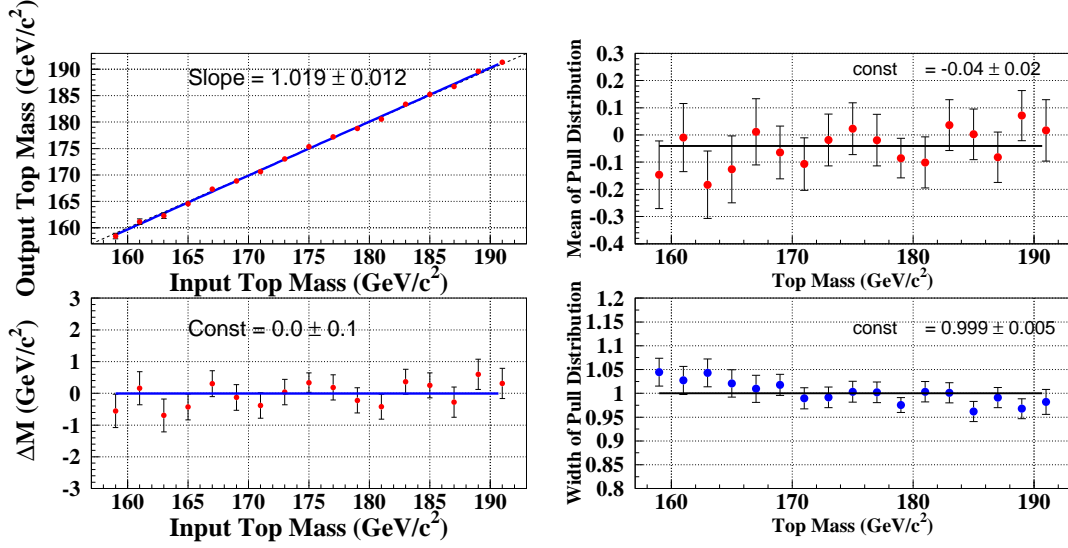 Output Top Mass (GeV/c²)
190
185
180
175
170
165
160
Slope = 1.019 ± 0.012
160 165 170 175 180 185 190
Input Top Mass (GeV/c²)
Mean of Pull Distribution
0.3
0.2
0.1
0
-0.1
-0.2
-0.3
-0.4
const = -0.04 ± 0.02
160 170 180 190
Top Mass (GeV/c²)
ΔM (GeV/c²)
3
2
1
0
-1
-2
-3
Const = 0.0 ± 0.1
160 165 170 175 180 185 190
Input Top Mass (GeV/c²)
Width of Pull Distribution
1.2
1.15
1.1
1.05
1
0.95
0.9
0.85
0.8
const = 0.999 ± 0.005
160 170 180 190
Top Mass (GeV/c²)